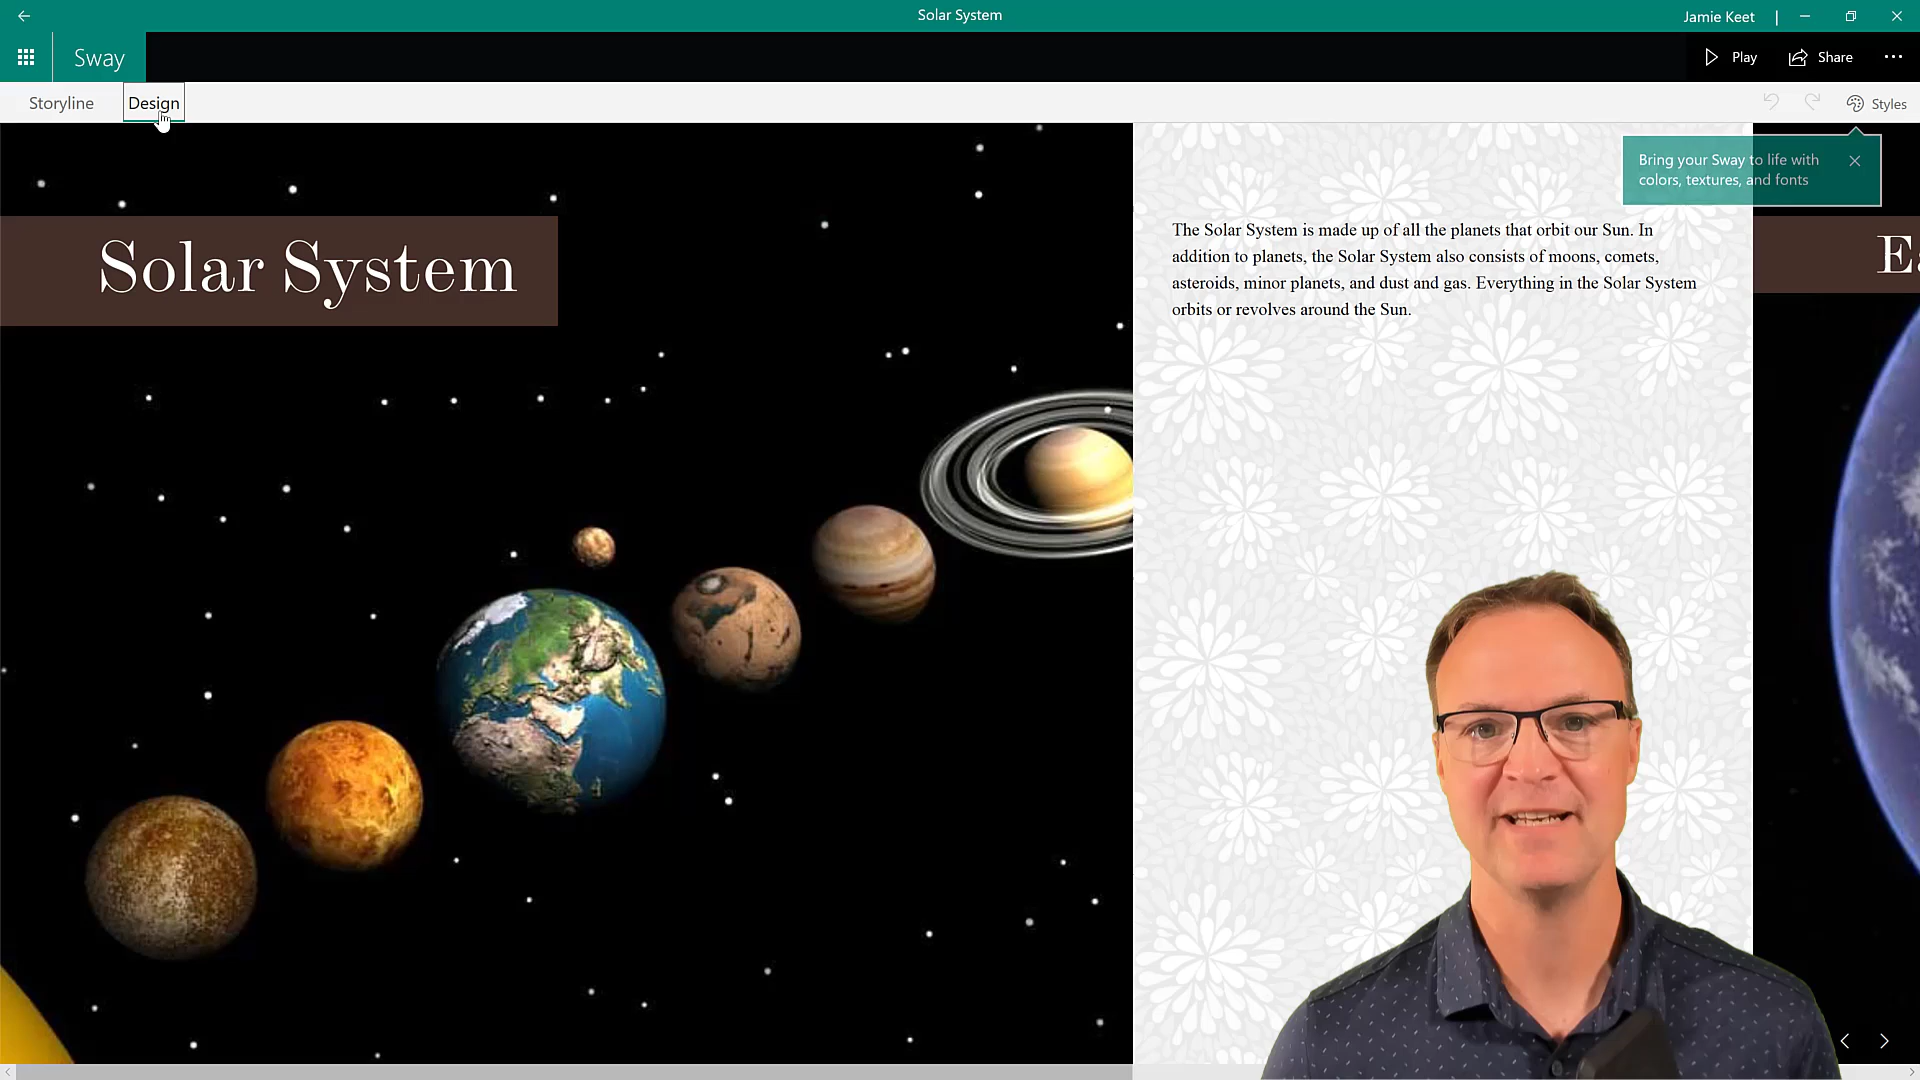 Solar System
Jamie Keet
Sway
Play
Share
Storyline
Design
Styles
Bring your Sway to life with
colors, textures, and fonts
Solar System
The Solar System is made up of all the planets that orbit our Sun. In
addition to planets, the Solar System also consists of moons, comets,
asteroids, minor planets, and dust and gas. Everything in the Solar System
orbits or revolves around the Sun.